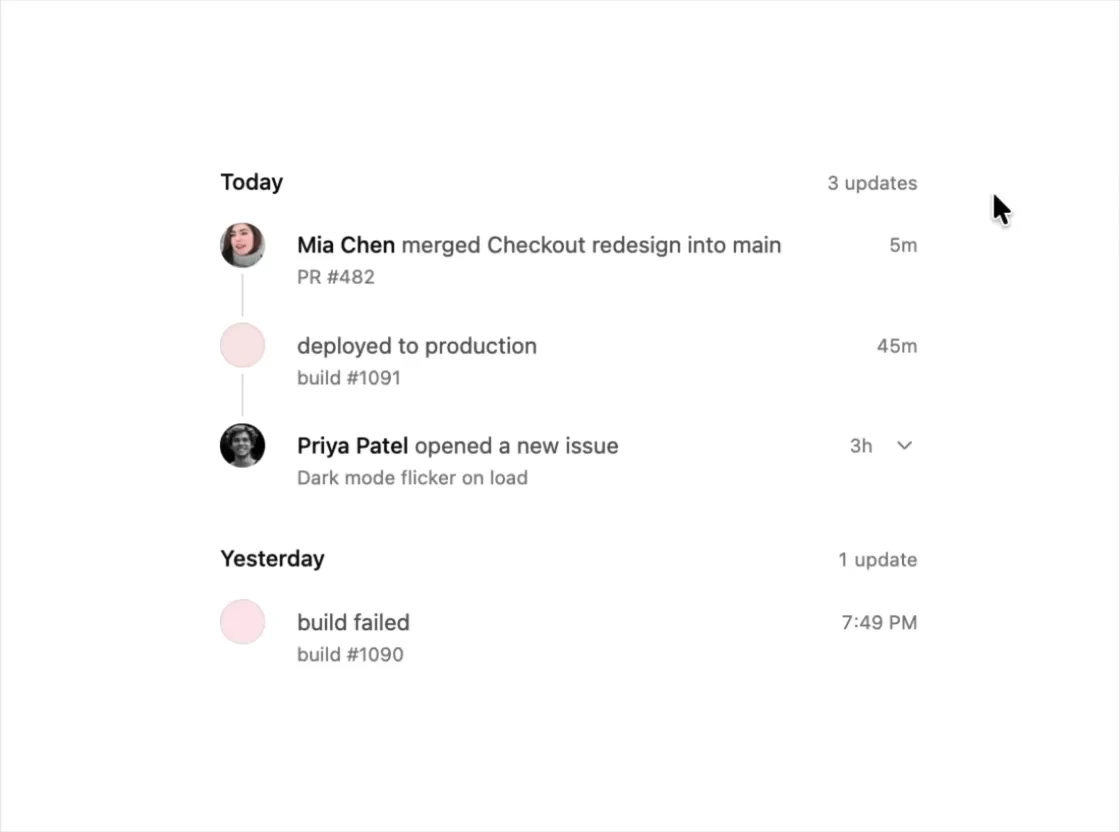 Today
3 updates
Mia Chen merged Checkout redesign into main
5m
PR #482
deployed to production
45m
build #1091
Priya Patel opened a new issue
3h
Dark mode flicker on load
Yesterday
1 update
build failed
7:49 PM
build #1090